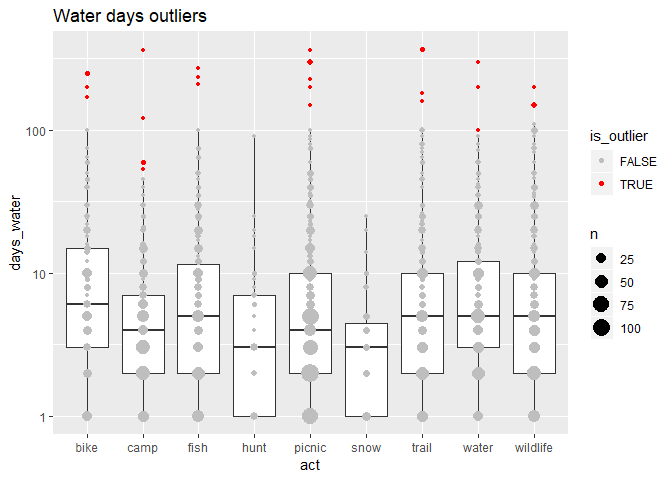 Water days outliers
days_water
100
10
1
bike camp fish hunt picnic snow trail water wildlife
act
is_outlier
FALSE
TRUE
n
25
50
75
100